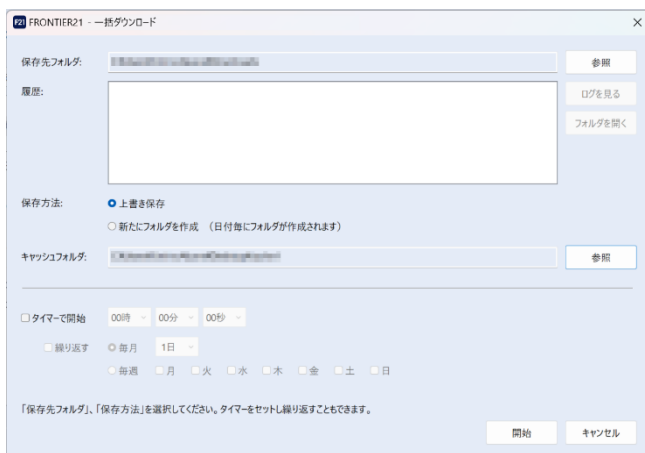 F21 FRONTIER21 - 一括ダウンロード
保存先フォルダ: 参照
履歴: ログを見る
フォルダを開く
保存方法: 上書き保存
新たにフォルダを作成 （日付毎にフォルダが作成されます）
キャッシュフォルダ: 参照
タイマーで開始 00時 00分 00秒
繰り返す 毎月 1日
毎週 月 火 水 木 金 土 日
「保存先フォルダ」、「保存方法」を選択してください。タイマーをセットし繰り返すこともできます。
開始 キャンセル